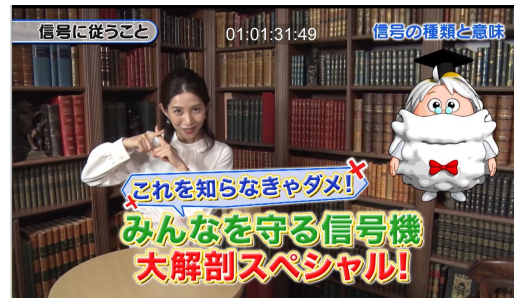 信号に従うこと
01:01:31:49
信号の種類と意味
これを知らなきゃダメ!
みんなを守る信号機
大解剖スペシャル!